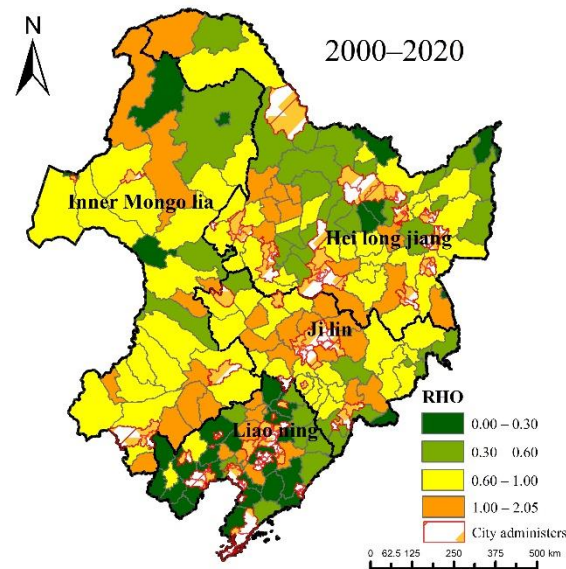 N
2000–2020
Inner Mongo lia
Hei long jiang
Ji lin
Liao ning
RHO
0.00 – 0.30
0.30 – 0.60
0.60 – 1.00
1.00 – 2.05
City administers
0 62.5 125 250 375 500 km